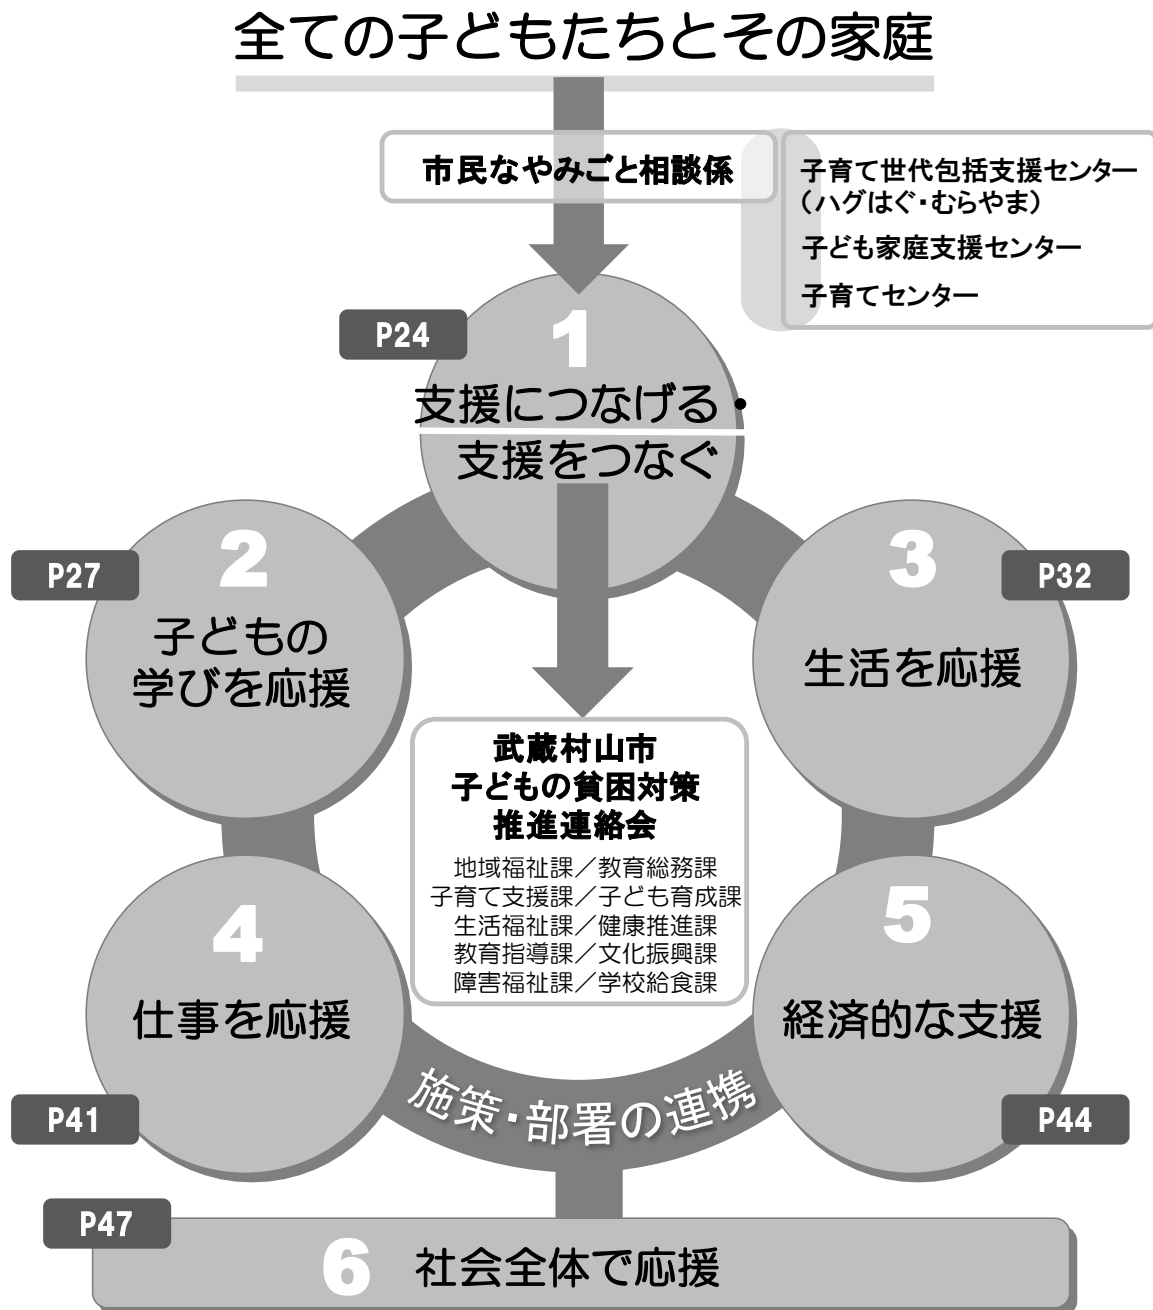 全ての子どもたちとその家庭
市民なやみごと相談係
子育て世代包括支援センター
（ハグはぐ・むらやま）
子ども家庭支援センター
子育てセンター
P24
1
支援につなげる・
支援をつなぐ
P27
2
子どもの
学びを応援
3
P32
生活を応援
武蔵村山市
子どもの貧困対策
推進連絡会
地域福祉課／教育総務課
子育て支援課／子ども育成課
生活福祉課／健康推進課
教育指導課／文化振興課
障害福祉課／学校給食課
4
仕事を応援
P41
5
経済的な支援
P44
施策・部署の連携
P47
6 社会全体で応援